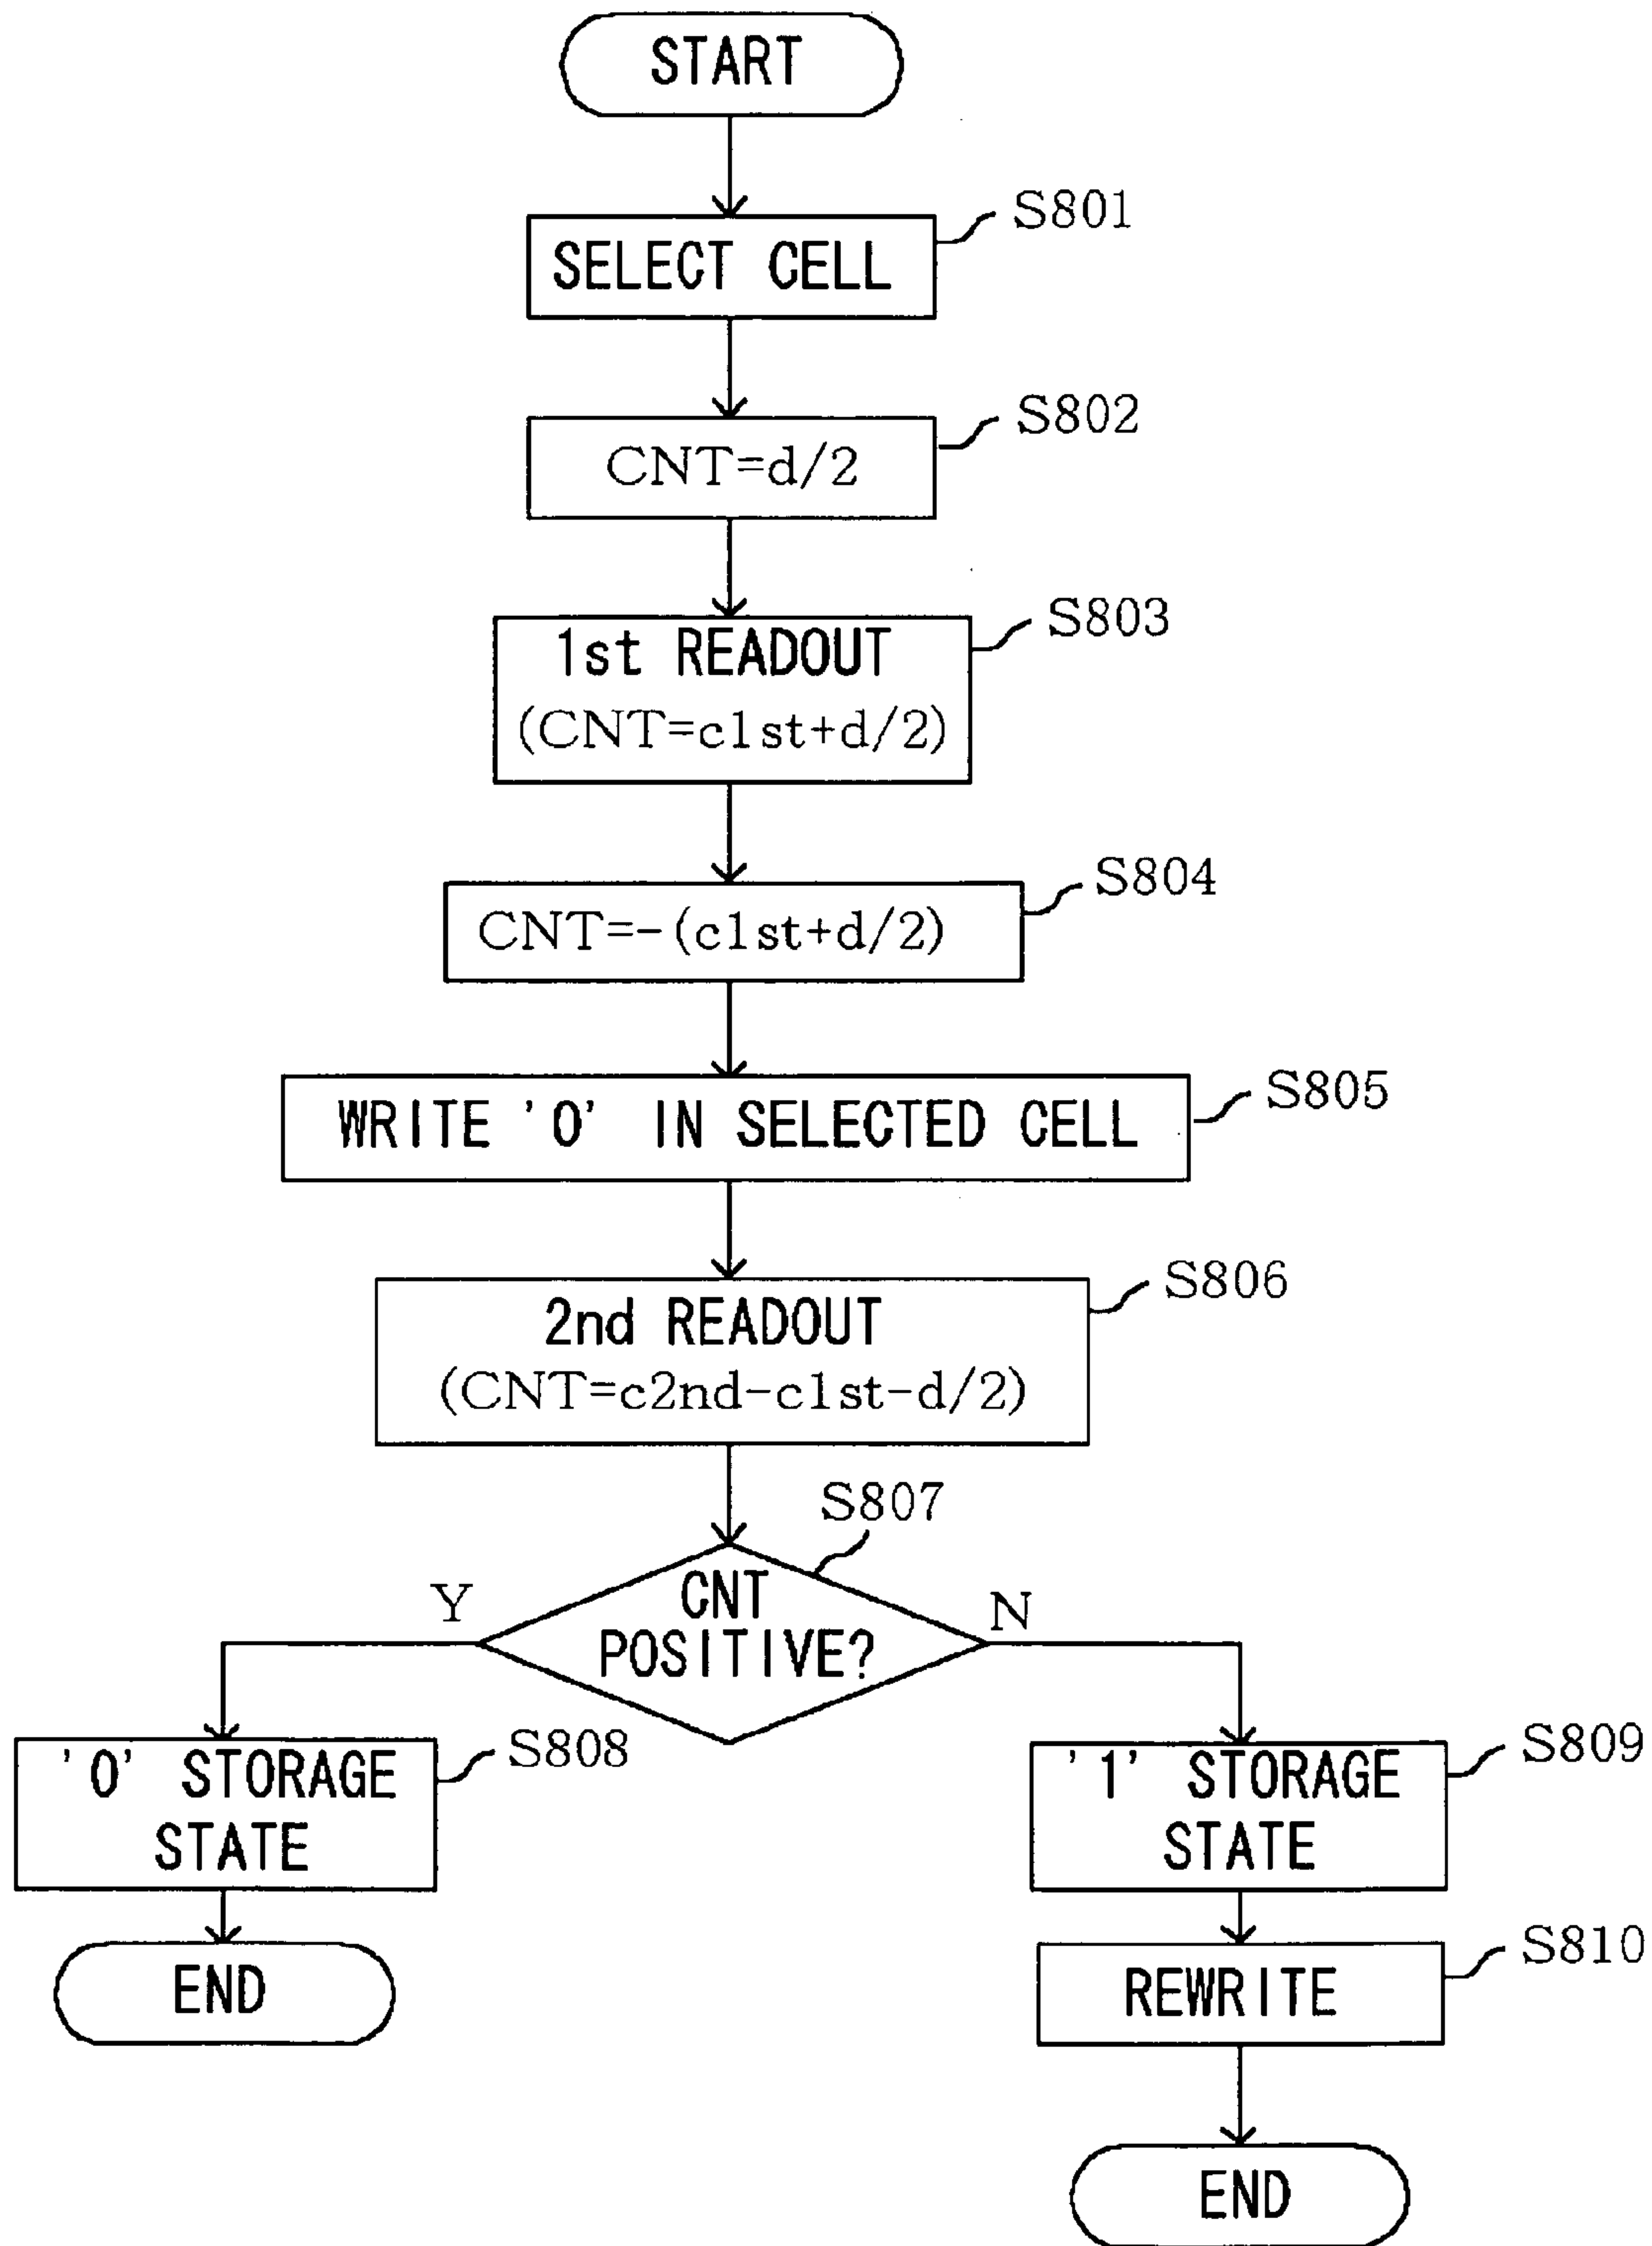 START
S801
SELECT CELL
S802
CNT=d/2
S803
1st READOUT
(CNT=c1st+d/2)
S804
CNT=-(c1st+d/2)
S805
WRITE '0' IN SELECTED CELL
S806
2nd READOUT
(CNT=c2nd-c1st-d/2)
S807
CNT
POSITIVE?
Y
N
S808
'0' STORAGE
STATE
S809
'1' STORAGE
STATE
END
S810
REWRITE
END